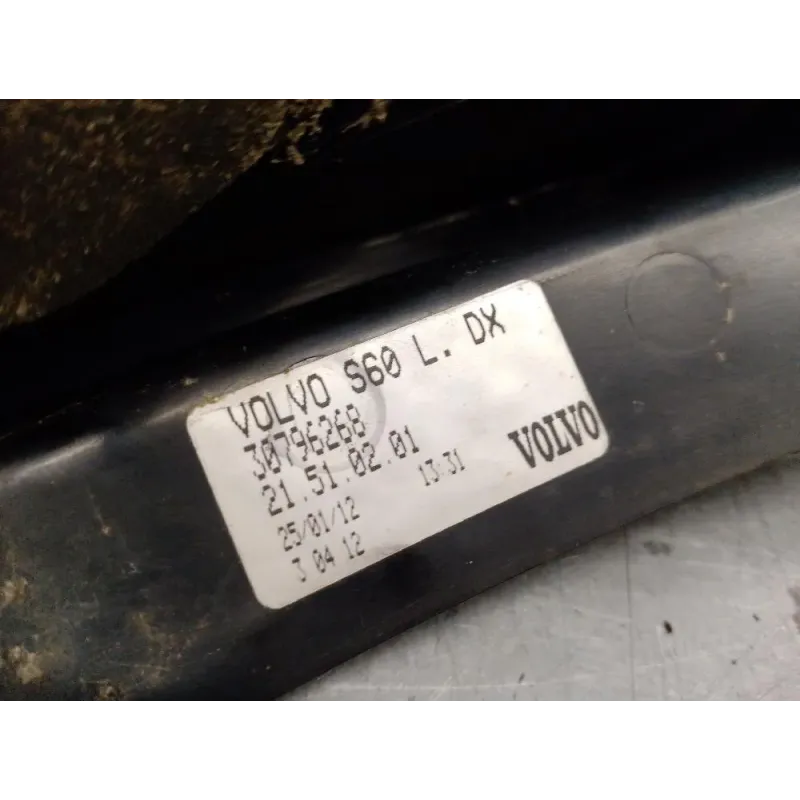 VOLVO S60 L. DX
30796268
21.51.02.01
25/01/12 13:31
3 04 12
VOLVO